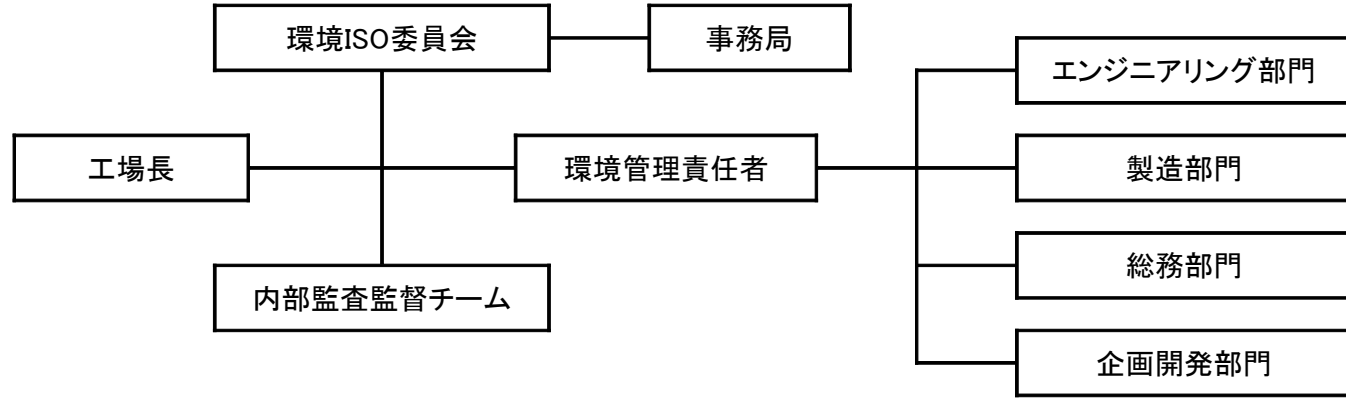 環境ISO委員会
事務局
エンジニアリング部門
工場長
環境管理責任者
製造部門
総務部門
内部監査監督チーム
企画開発部門